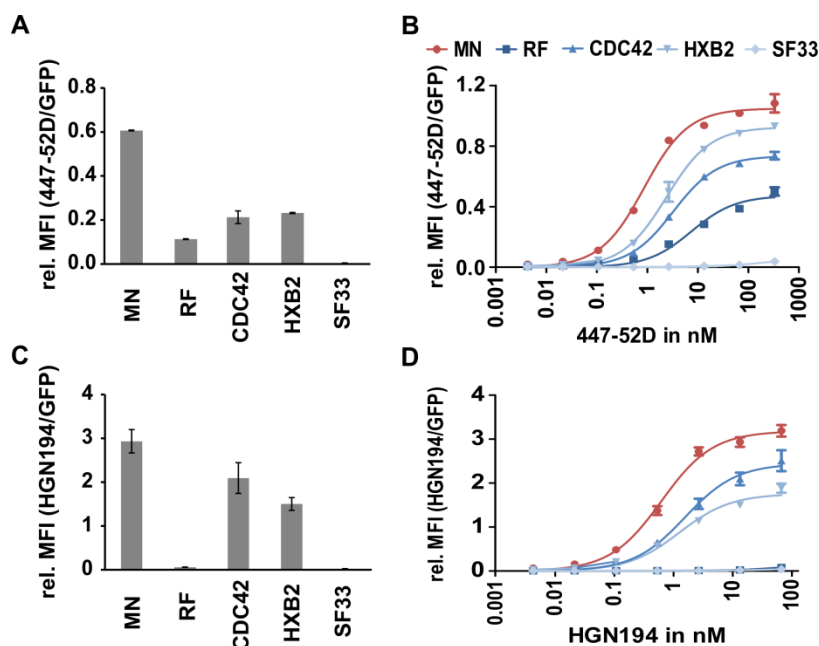 A
rel. MFI (447-52D/GFP)
0.8
0.6
0.4
0.2
0.0
MN
RF
CDC42
HXB2
SF33
B
MN RF CDC42 HXB2 SF33
rel. MFI (447-52D/GFP)
1.2
0.8
0.4
0.0
0.001
0.01
0.1
1
10
100
1000
447-52D in nM
C
rel. MFI (HGN194/GFP)
4
3
2
1
0
MN
RF
CDC42
HXB2
SF33
D
rel. MFI (HGN194/GFP)
4
3
2
1
0
0.001
0.01
0.1
1
10
100
HGN194 in nM